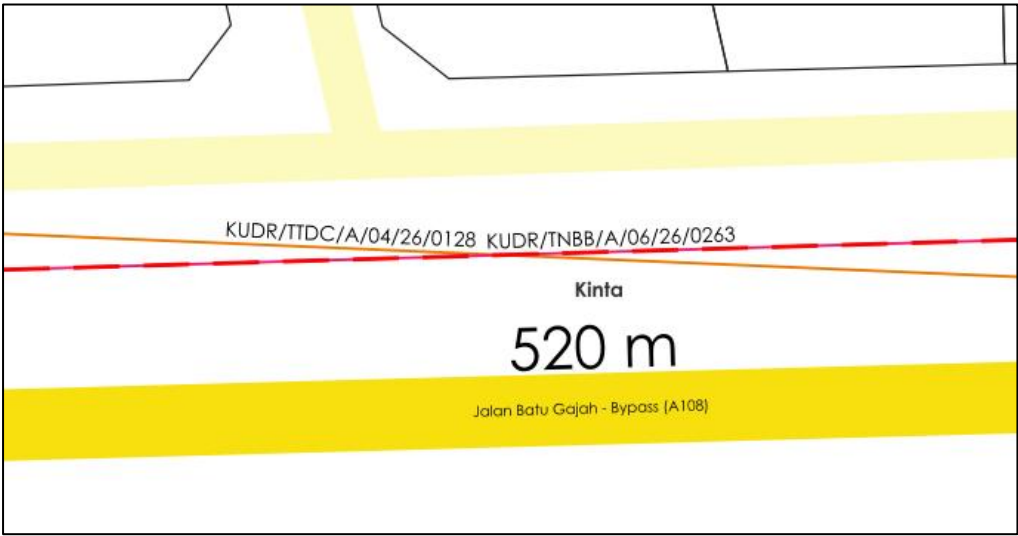 KUDR/TTDC/A/04/26/0128 KUDR/TNBB/A/06/26/0263
Kinta
520 m
Jalan Batu Gajah - Bypass (A108)